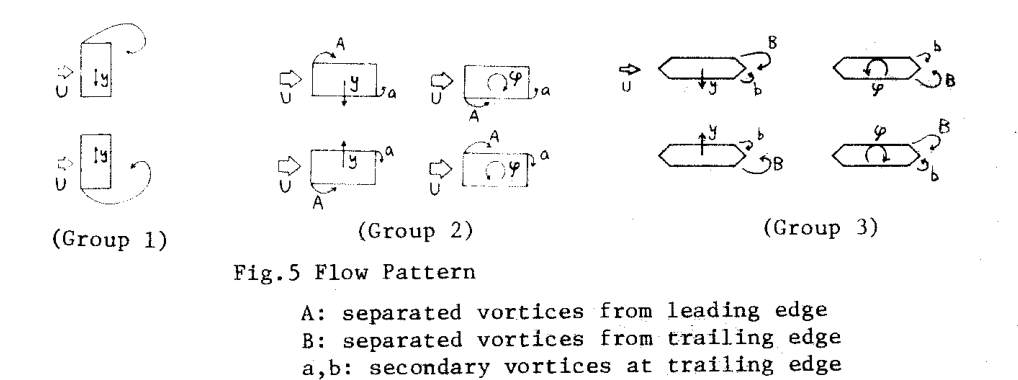 A B b
y y φ y φ
U U a U a U b B
A
A
y y φ y b φ B
U U a U a B b
A
(Group 1) (Group 2) (Group 3)
Fig.5 Flow Pattern
A: separated vortices from leading edge
B: separated vortices from trailing edge
a,b: secondary vortices at trailing edge